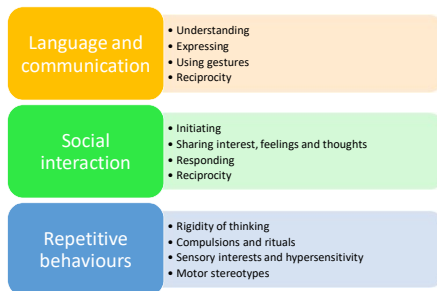 Language and
communication
• Understanding
• Expressing
• Using gestures
• Reciprocity
Social
interaction
• Initiating
• Sharing interest, feelings and thoughts
• Responding
• Reciprocity
Repetitive
behaviours
• Rigidity of thinking
• Compulsions and rituals
• Sensory interests and hypersensitivity
• Motor stereotypes